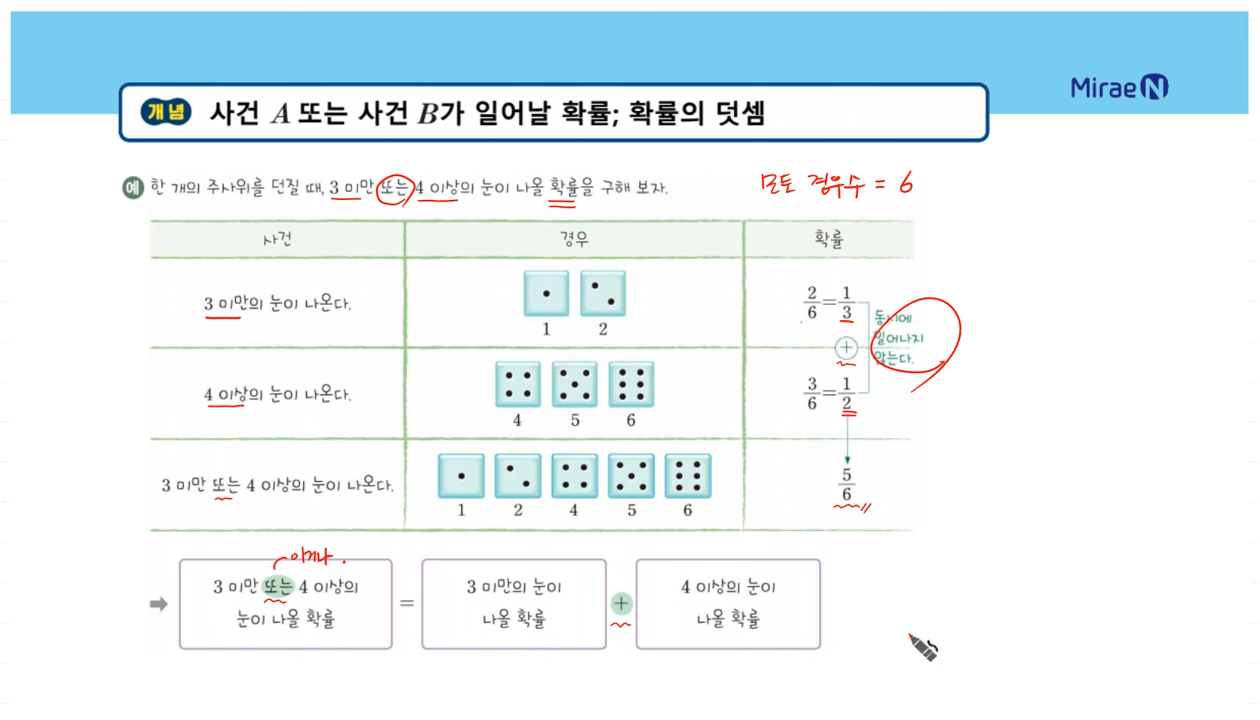 Mirae N
개념 사건 A 또는 사건 B가 일어날 확률; 확률의 덧셈
예 한 개의 주사위를 던질 때, 3 미만 또는 4 이상의 눈이 나올 확률을 구해 보자.
모든 경우수 = 6
사건 경우 확률
3 미만의 눈이 나온다.
1 2
2/6 = 1/3
동시에
일어나지
않는다.
+
4 이상의 눈이 나온다.
4 5 6
3/6 = 1/2
3 미만 또는 4 이상의 눈이 나온다.
1 2 4 5 6
5/6
이거나.
3 미만 또는 4 이상의
눈이 나올 확률
=
3 미만의 눈이
나올 확률
+
4 이상의 눈이
나올 확률